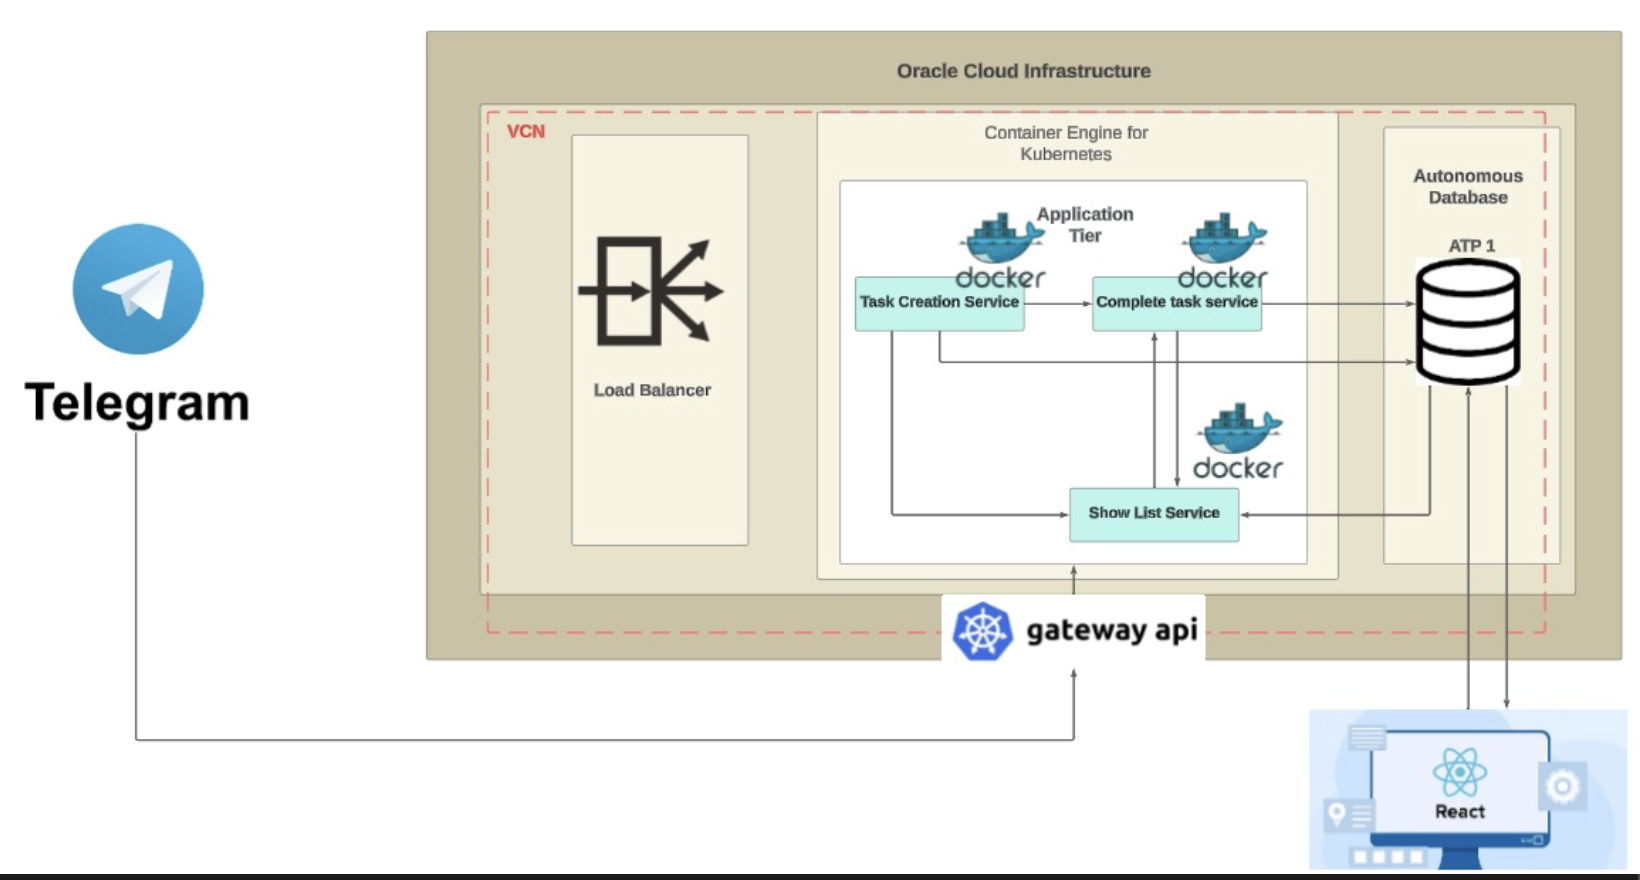 Oracle Cloud Infrastructure
VCN
Container Engine for
Kubernetes
Autonomous
Database
Application
Tier
docker
docker
ATP 1
Task Creation Service
Complete task service
Load Balancer
Telegram
docker
Show List Service
gateway api
React